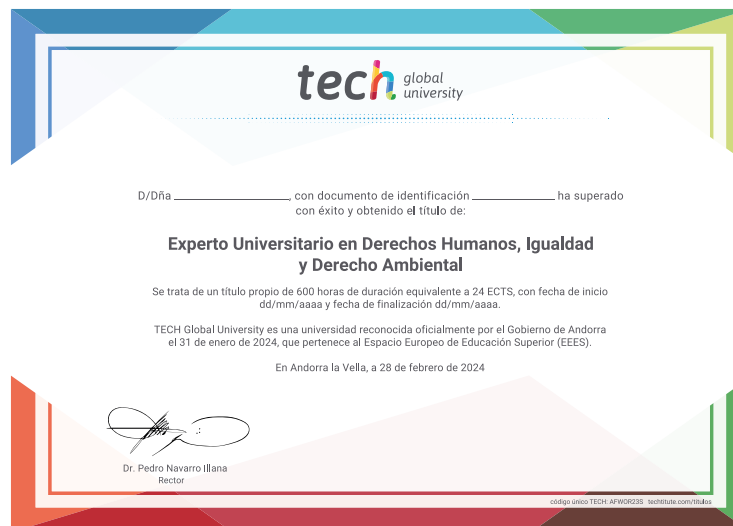 tech global university
D/Dña ____________________, con documento de identificación ______________ ha superado
con éxito y obtenido el título de:
Experto Universitario en Derechos Humanos, Igualdad
y Derecho Ambiental
Se trata de un título propio de 600 horas de duración equivalente a 24 ECTS, con fecha de inicio
dd/mm/aaaa y fecha de finalización dd/mm/aaaa.
TECH Global University es una universidad reconocida oficialmente por el Gobierno de Andorra
el 31 de enero de 2024, que pertenece al Espacio Europeo de Educación Superior (EEES).
En Andorra la Vella, a 28 de febrero de 2024
Dr. Pedro Navarro Illana
Rector
código único TECH: AFWOR23S techtitute.com/titulos